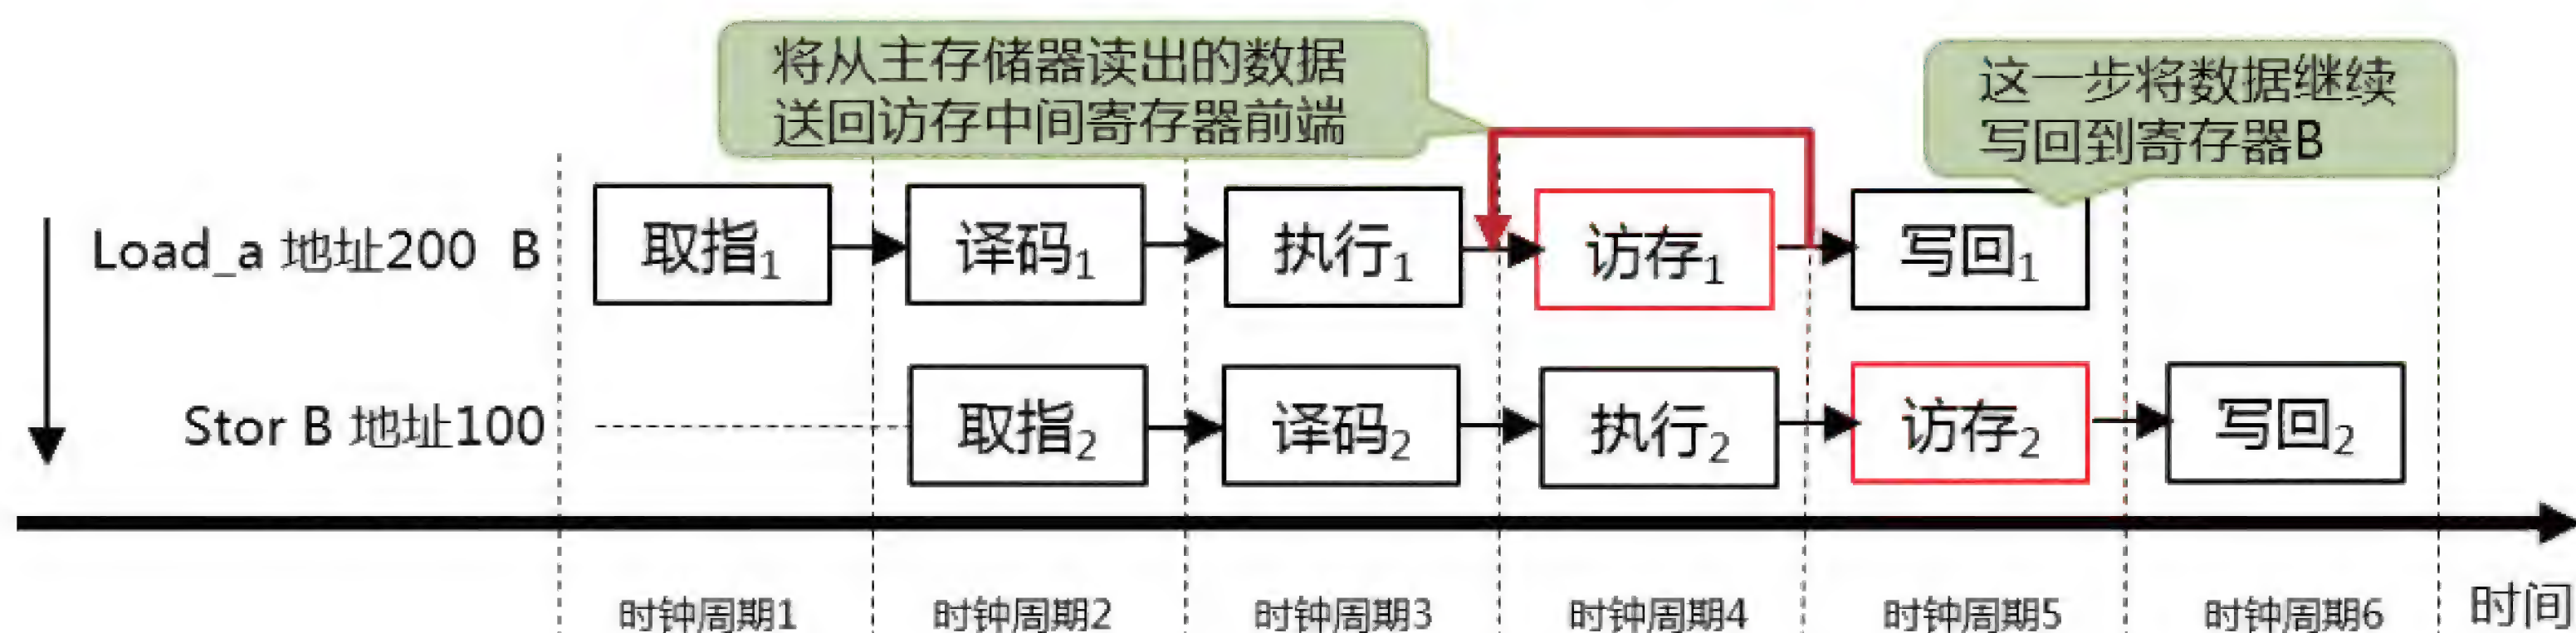 将从主存储器读出的数据
送回访存中间寄存器前端
这一步将数据继续
写回到寄存器B
Load_a 地址200 B
取指1
译码1
执行1
访存1
写回1
Stor B 地址100
取指2
译码2
执行2
访存2
写回2
时钟周期1
时钟周期2
时钟周期3
时钟周期4
时钟周期5
时钟周期6
时间